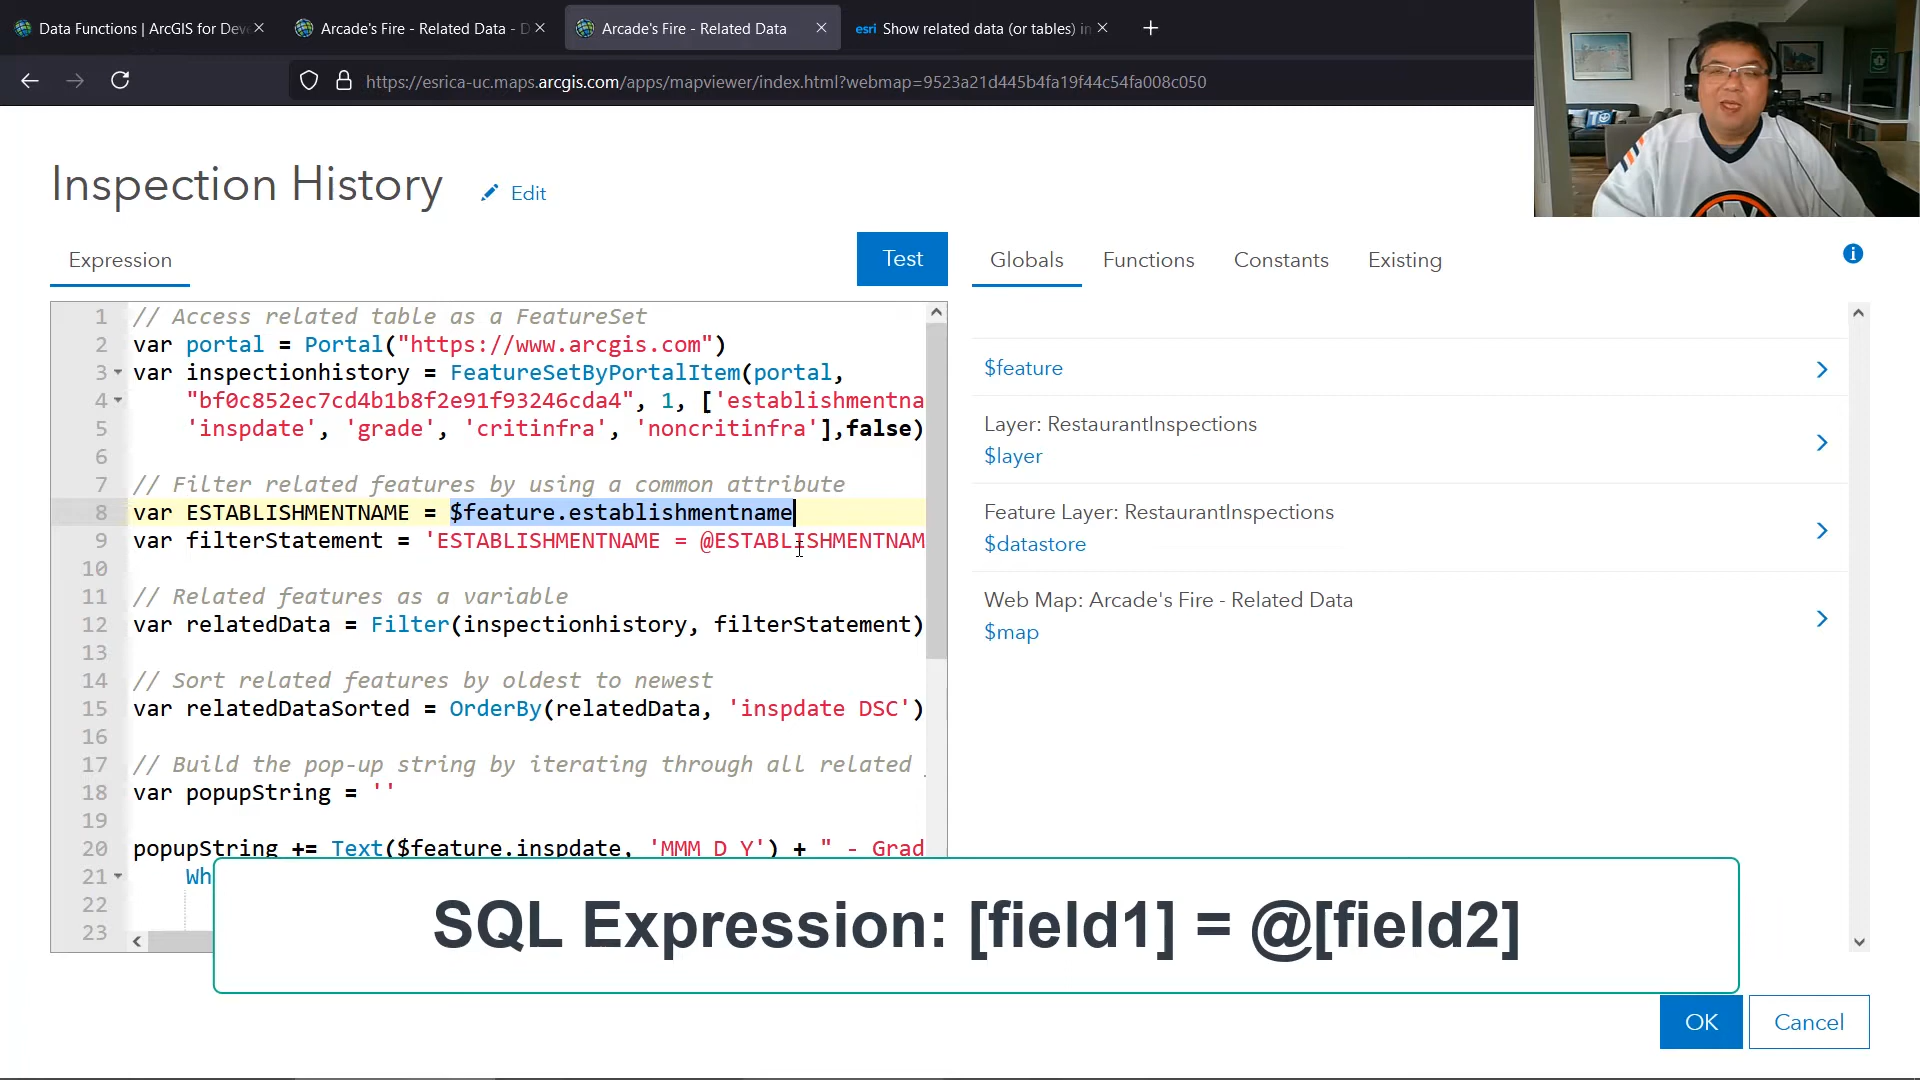 Data Functions | ArcGIS for Deve
Arcade's Fire - Related Data - D
Arcade's Fire - Related Data
esri Show related data (or tables) in
https://esrica-uc.maps.arcgis.com/apps/mapviewer/index.html?webmap=9523a21d445b4fa19f44c54fa008c050
Inspection History
Edit
Expression
Test
1 // Access related table as a FeatureSet
2 var portal = Portal("https://www.arcgis.com")
3 var inspectionhistory = FeatureSetByPortalItem(portal,
4 "bf0c852ec7cd4b1b8f2e91f93246cda4", 1, ['establishmentna
5 'inspdate', 'grade', 'critinfra', 'noncritinfra'],false)
6
7 // Filter related features by using a common attribute
8 var ESTABLISHMENTNAME = $feature.establishmentname
9 var filterStatement = 'ESTABLISHMENTNAME = @ESTABLISHMENTNAM
10
11 // Related features as a variable
12 var relatedData = Filter(inspectionhistory, filterStatement)
13
14 // Sort related features by oldest to newest
15 var relatedDataSorted = OrderBy(relatedData, 'inspdate DSC')
16
17 // Build the pop-up string by iterating through all related
18 var popupString = ''
19
20 popupString += Text($feature.inspdate, 'MMM D Y') + " - Grad
21 Wh
22
23
Globals
Functions
Constants
Existing
$feature
Layer: RestaurantInspections
$layer
Feature Layer: RestaurantInspections
$datastore
Web Map: Arcade's Fire - Related Data
$map
SQL Expression: [field1] = @[field2]
OK
Cancel